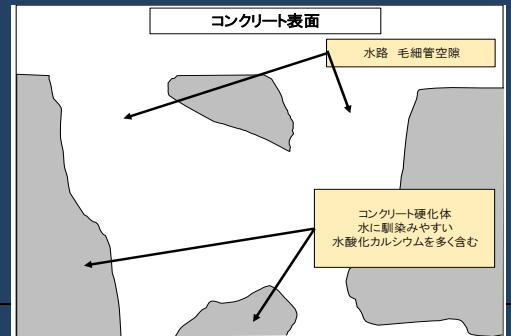 コンクリート表面
水路 毛細管空隙
コンクリート硬化体
水に馴染みやすい
水酸化カルシウムを多く含む